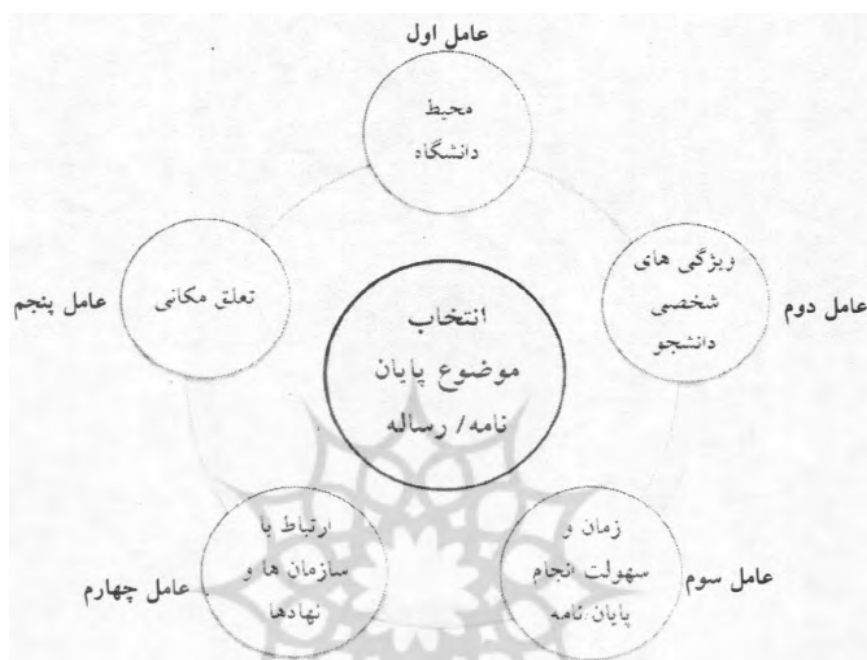 عامل اول
محیط
دانشگاه
ویژگی های
شخصی
دانشجو
عامل دوم
زمان و
سهولت انجام
پایان نامه
عامل سوم
ارتباط با
سازمان ها و
نهادها
عامل چهارم
تعلق مکانی
عامل پنجم
انتخاب
موضوع پایان
نامه/ رساله